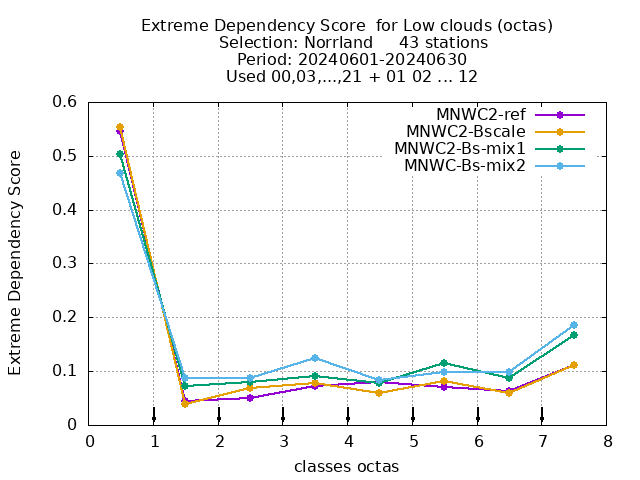 Extreme Dependency Score  for Low clouds (octas)
Selection: Norrland     43 stations
Period: 20240601-20240630
Used 00,03,...,21 + 01 02 ... 12
MNWC2-ref
MNWC2-Bscale
MNWC2-Bs-mix1
MNWC-Bs-mix2
Extreme Dependency Score
0.6
0.5
0.4
0.3
0.2
0.1
0
0 1 2 3 4 5 6 7 8
classes octas